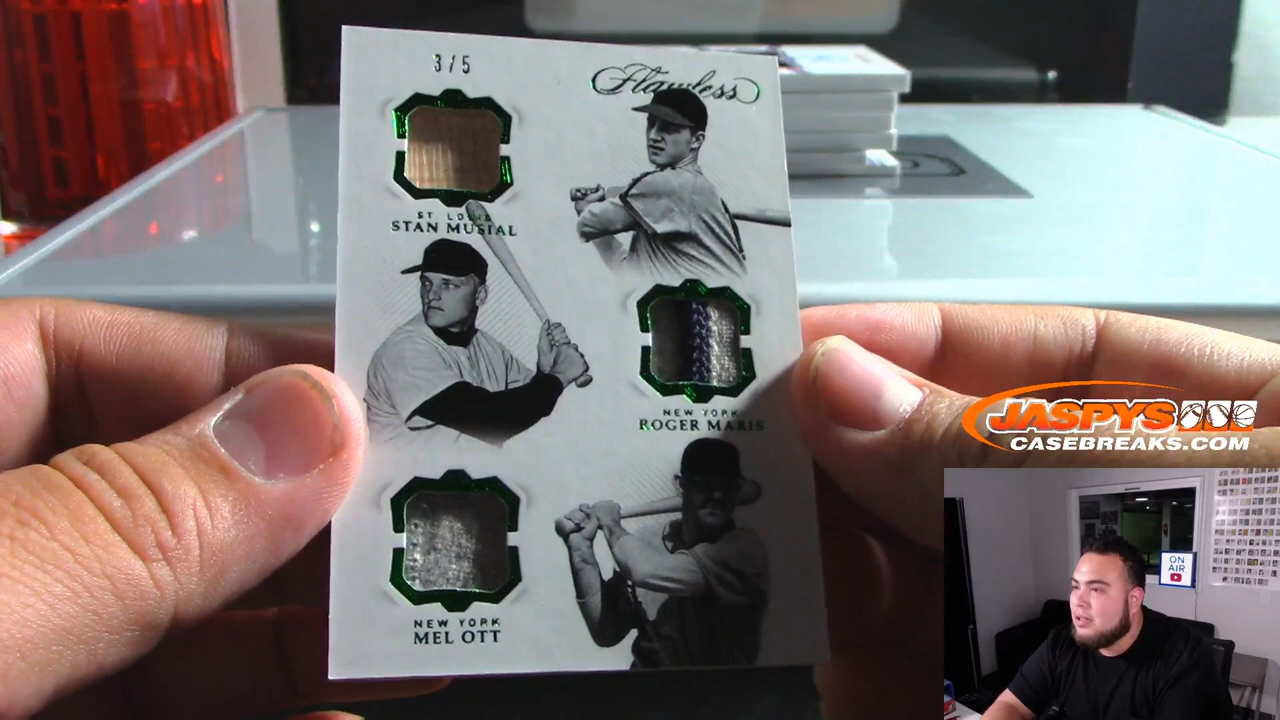 3/5
Flawless
ST. LOUIS
STAN MUSIAL
NEW YORK
ROGER MARIS
NEW YORK
MEL OTT
JASPYS
CASEBREAKS.COM
ON
AIR